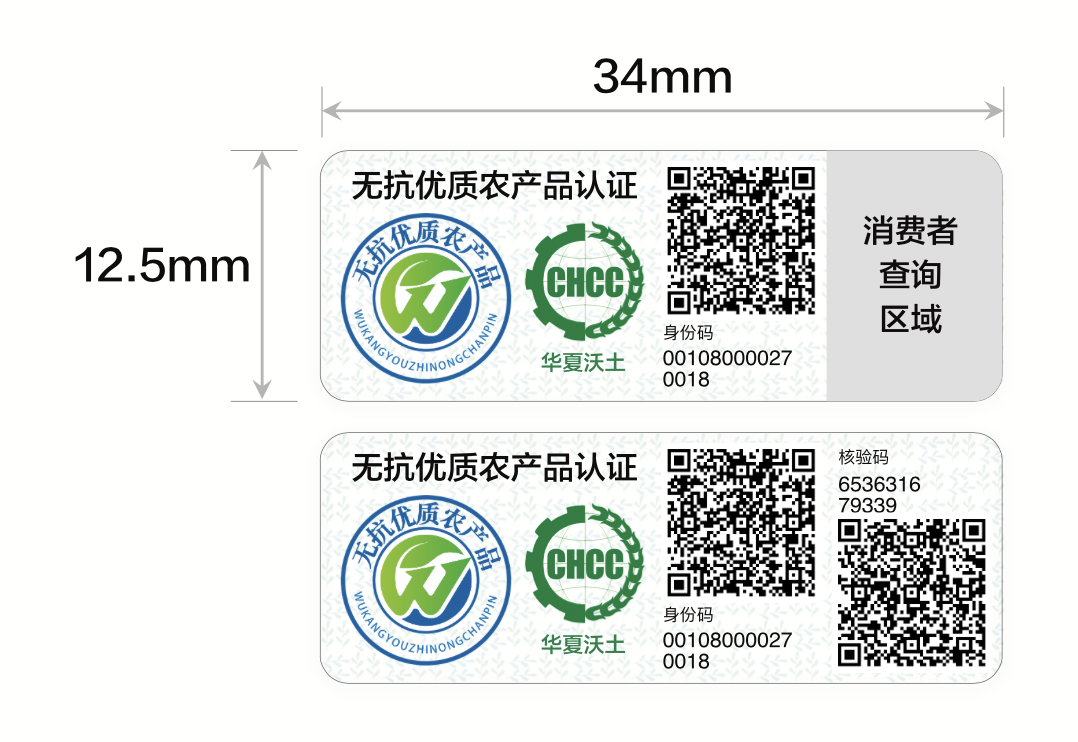 34mm
12.5mm
无抗优质农产品认证
无抗优质农产品
WUKANGYOUZHINONGCHANPIN
CHCC
华夏沃土
身份码
00108000027
0018
消费者
查询
区域
无抗优质农产品认证
无抗优质农产品
WUKANGYOUZHINONGCHANPIN
CHCC
华夏沃土
身份码
00108000027
0018
核验码
6536316
79339